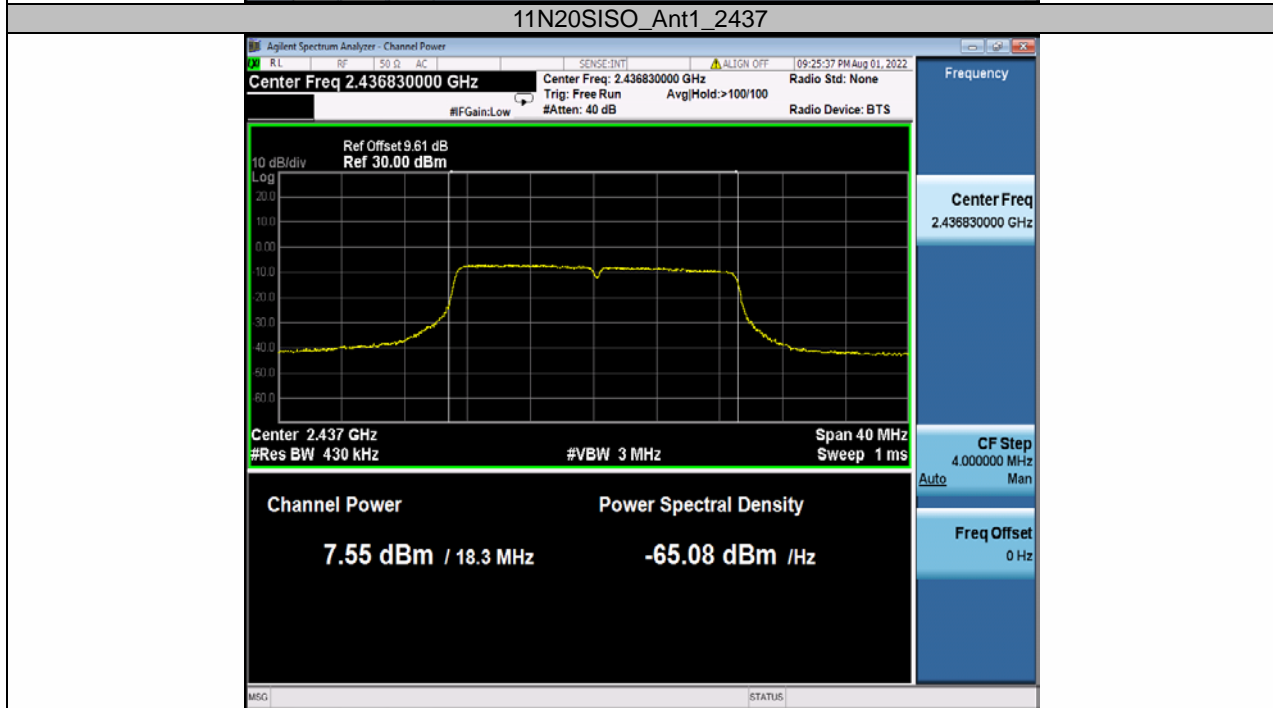 11N20SISO_Ant1_2437
Agilent Spectrum Analyzer - Channel Power
RL RF 50 Ω AC SENSE:INT ALIGN OFF 09:25:37 PM Aug 01, 2022
Center Freq 2.436830000 GHz
Center Freq: 2.436830000 GHz
Radio Std: None
Trig: Free Run Avg|Hold:>100/100
#IFGain:Low
#Atten: 40 dB
Radio Device: BTS
Frequency
Ref Offset 9.61 dB
10 dB/div Ref 30.00 dBm
Log
20.0
10.0
0.00
-10.0
-20.0
-30.0
-40.0
-50.0
-60.0
Center 2.437 GHz Span 40 MHz
#Res BW 430 kHz #VBW 3 MHz Sweep 1 ms
Channel Power Power Spectral Density
7.55 dBm / 18.3 MHz -65.08 dBm /Hz
Center Freq
2.436830000 GHz
CF Step
4.000000 MHz
Auto Man
Freq Offset
0 Hz
MSG STATUS